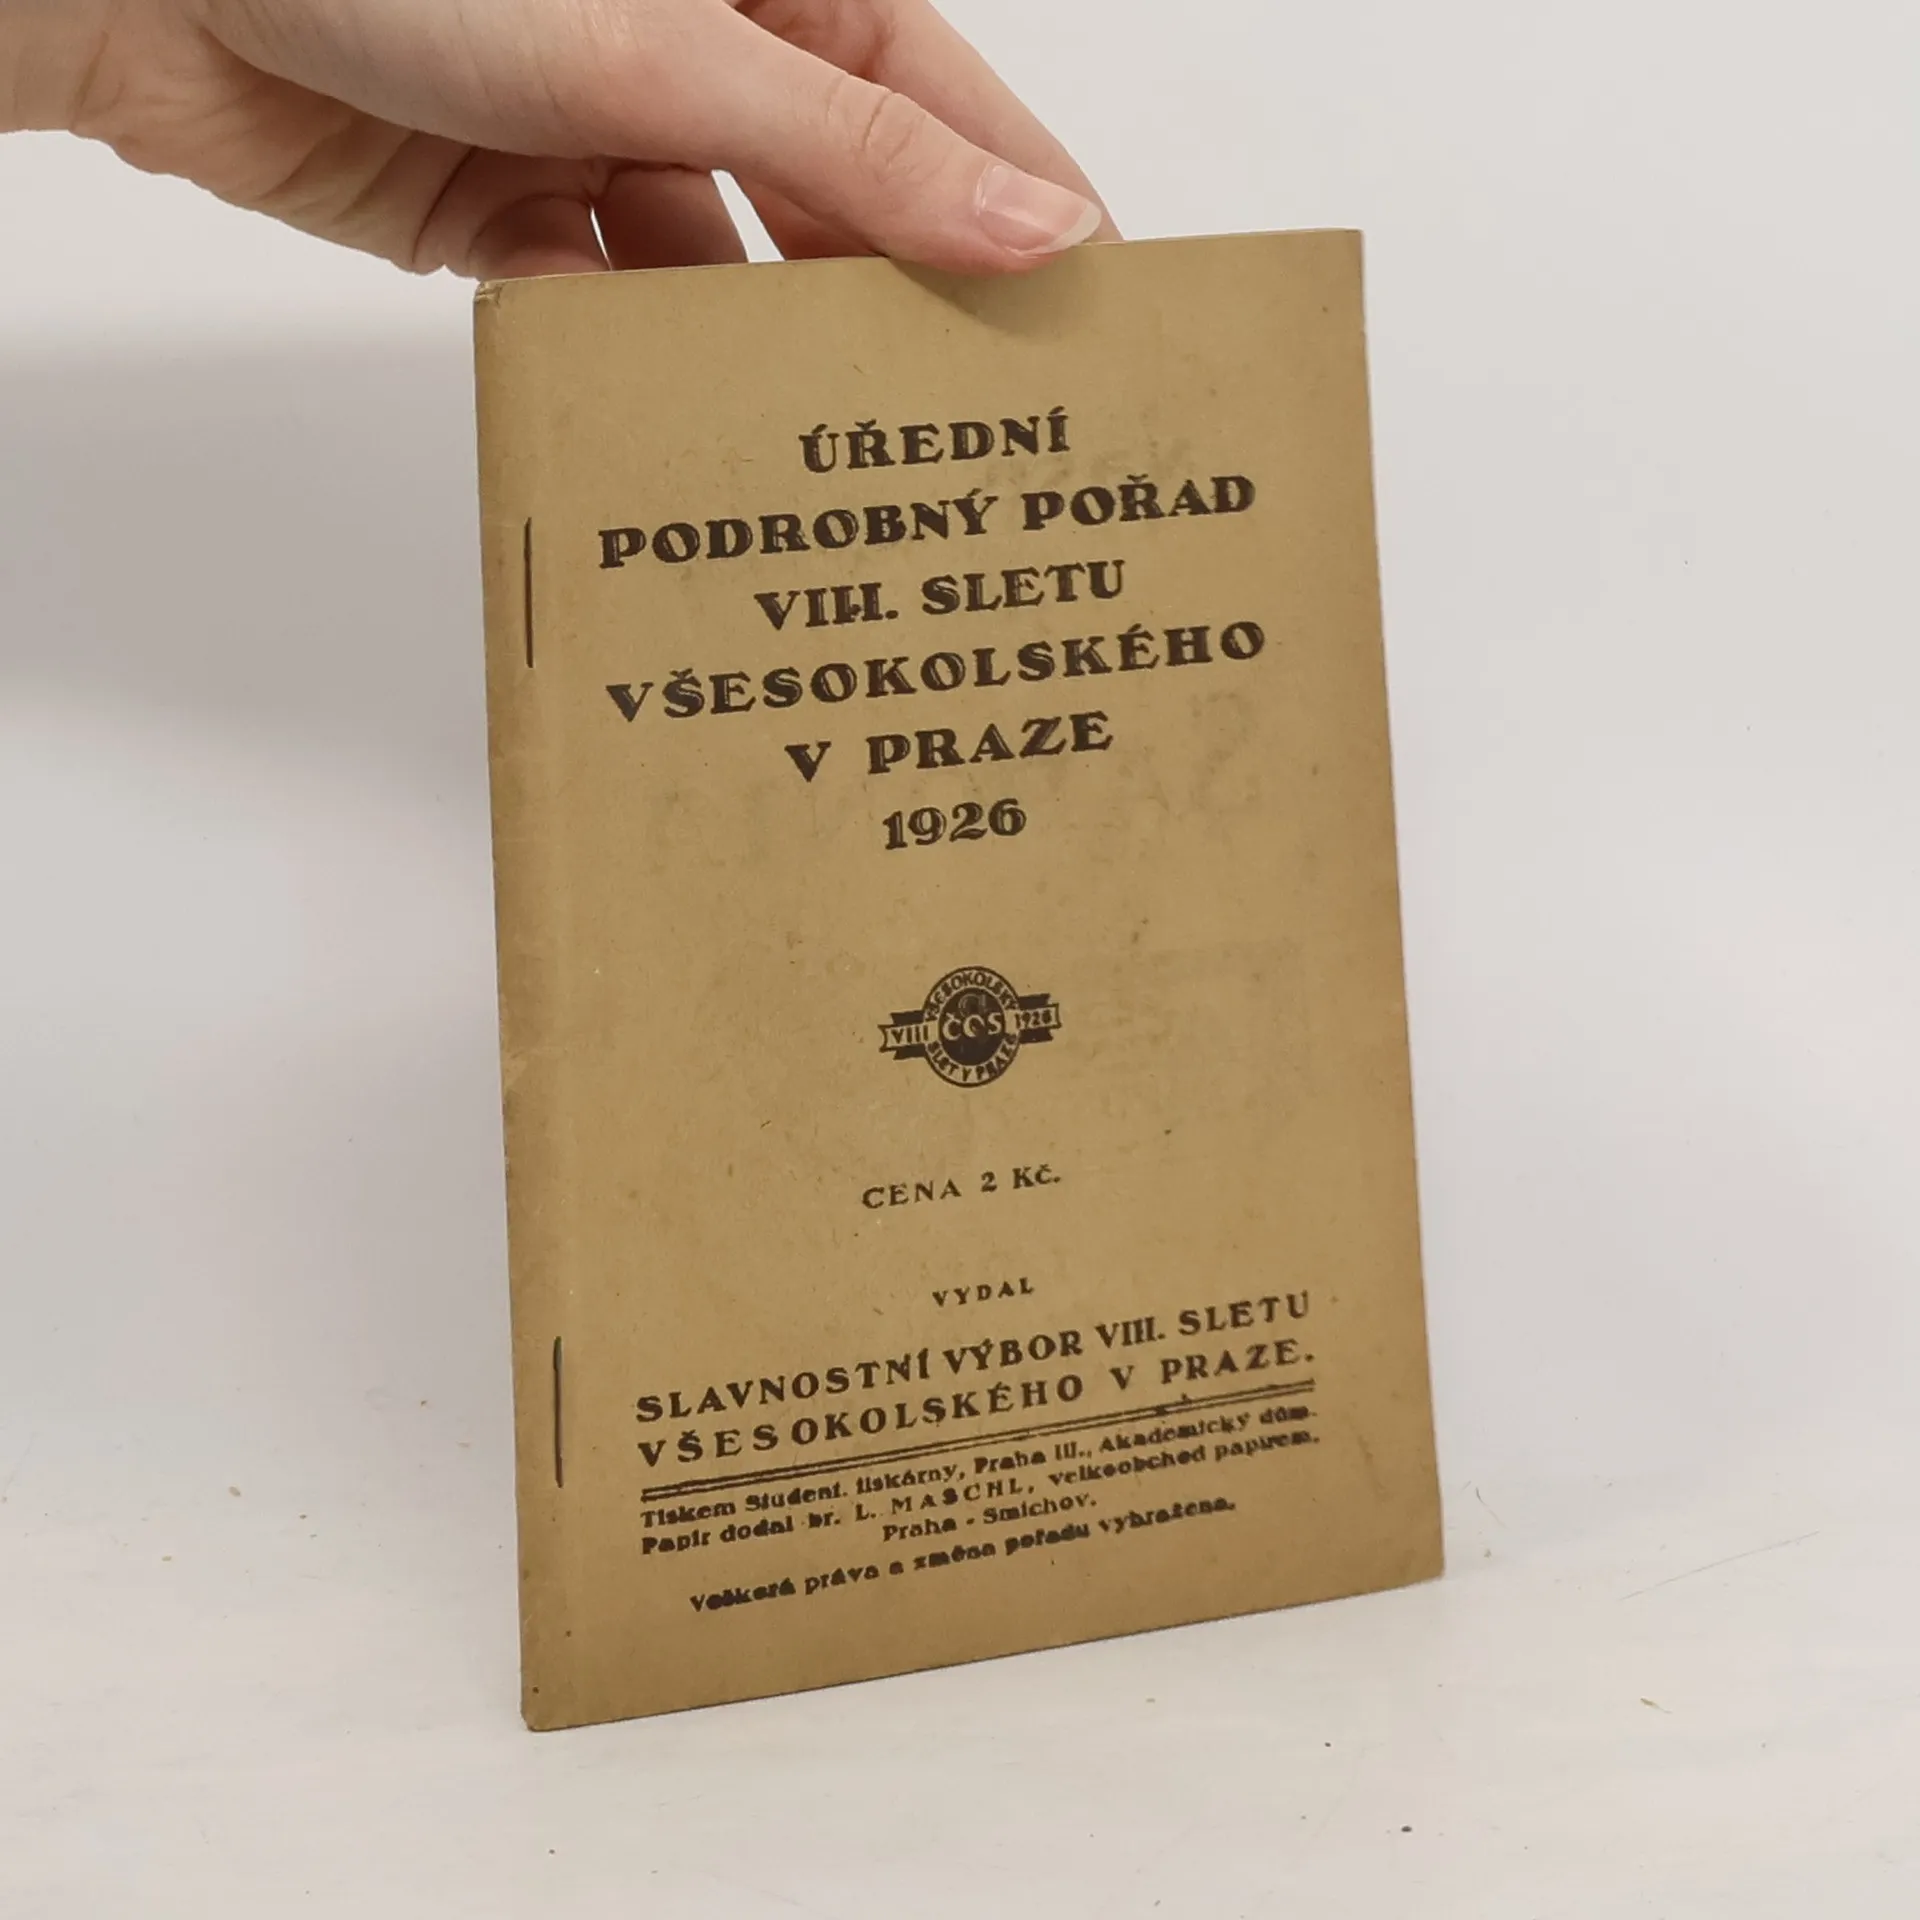 ÚŘEDNÍ
PODROBNÝ POŘAD
VIII. SLETU
VŠESOKOLSKÉHO
V PRAZE
1926
VŠESOKOLSKÝ
VIII ČOS 1926
SLET V PRAZE
CENA 2 Kč.
VYDAL
SLAVNOSTNÍ VÝBOR VIII. SLETU
VŠESOKOLSKÉHO V PRAZE.
Tiskem Student. tiskárny, Praha III., Akademický dům.
Papír dodal br. L. MASCHL, velkoobchod papírem.
Praha - Smíchov.
Veškerá práva a změna pořadu vyhražena.